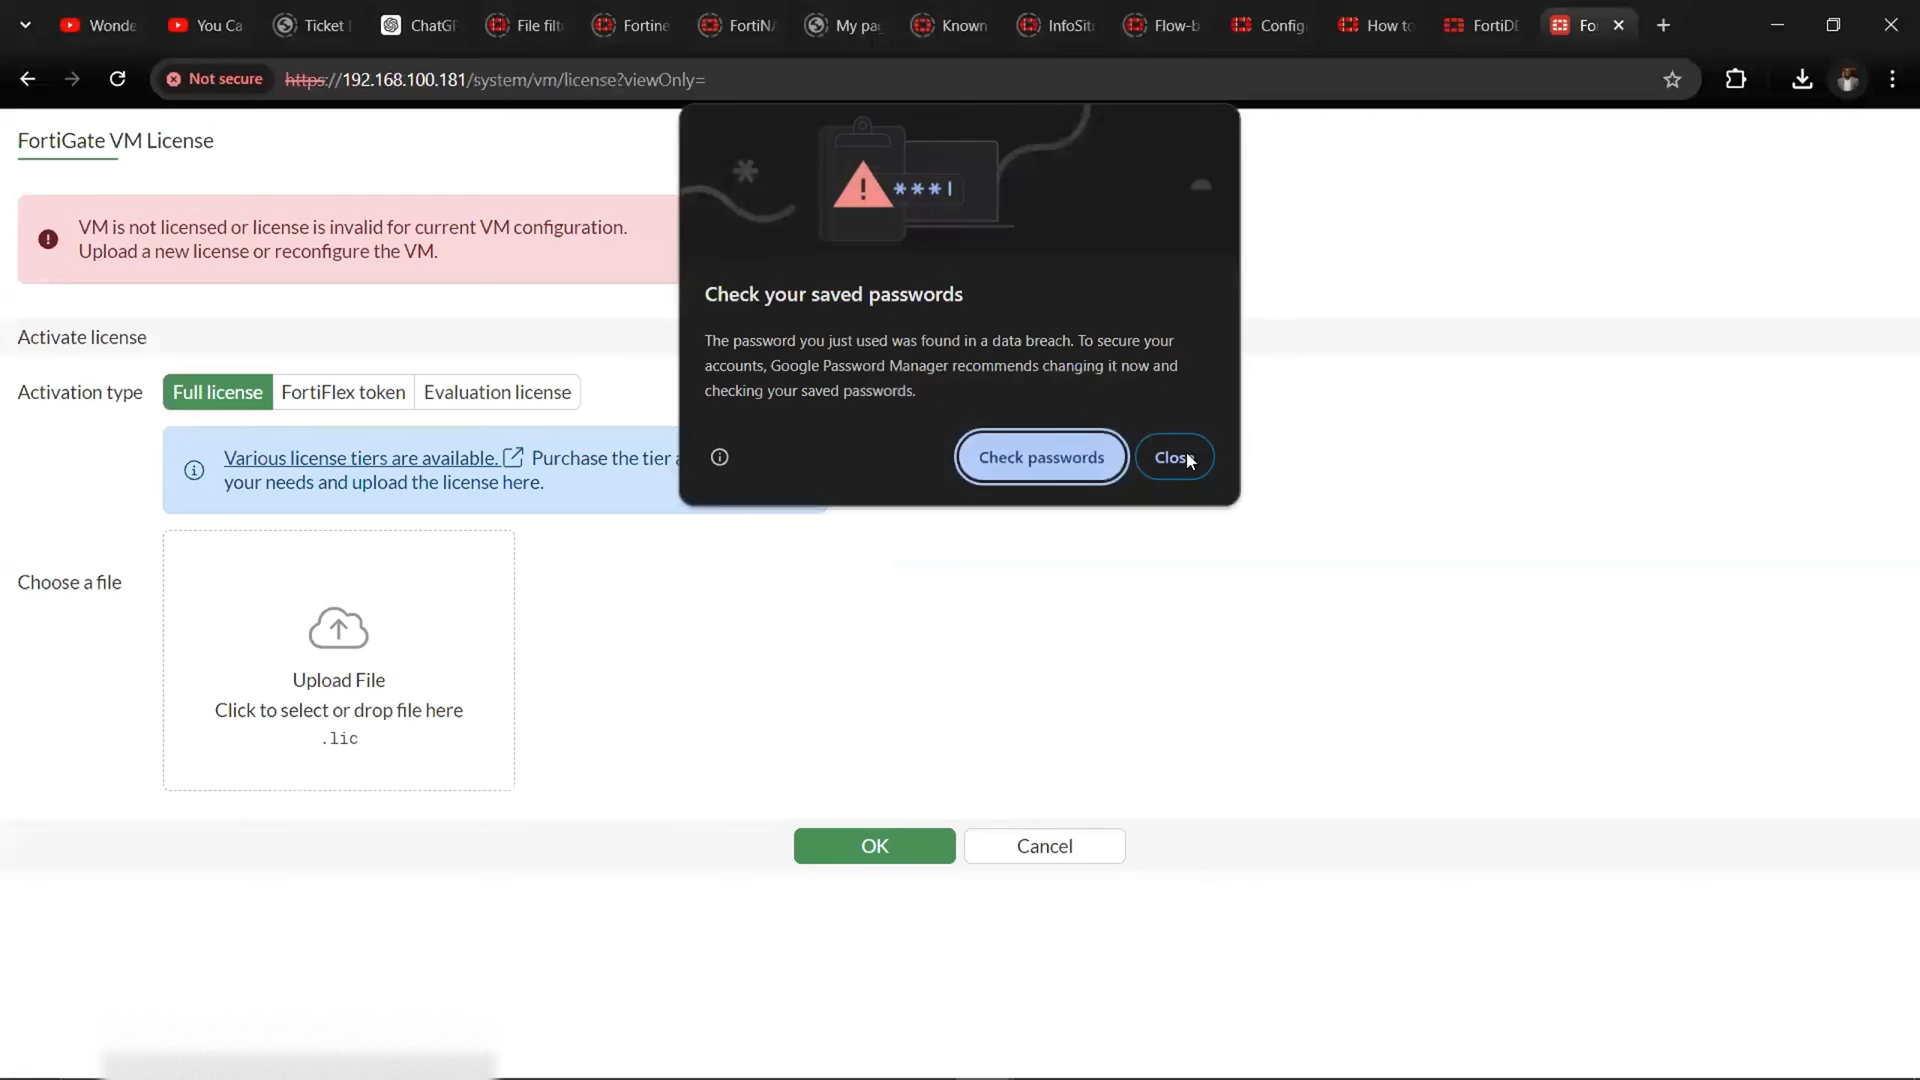 Wonde
You Ca
Ticket
ChatGF
File filt
Fortine
FortiN
My pa
Known
InfoSit
Flow-b
Config
How to
FortiD
Fo
Not secure
https://192.168.100.181/system/vm/license?viewOnly=
FortiGate VM License
VM is not licensed or license is invalid for current VM configuration.
Upload a new license or reconfigure the VM.
***|
Check your saved passwords
The password you just used was found in a data breach. To secure your
accounts, Google Password Manager recommends changing it now and
checking your saved passwords.
Check passwords
Close
Activate license
Activation type
Full license
FortiFlex token
Evaluation license
Various license tiers are available. Purchase the tier
your needs and upload the license here.
Choose a file
Upload File
Click to select or drop file here
.lic
OK
Cancel